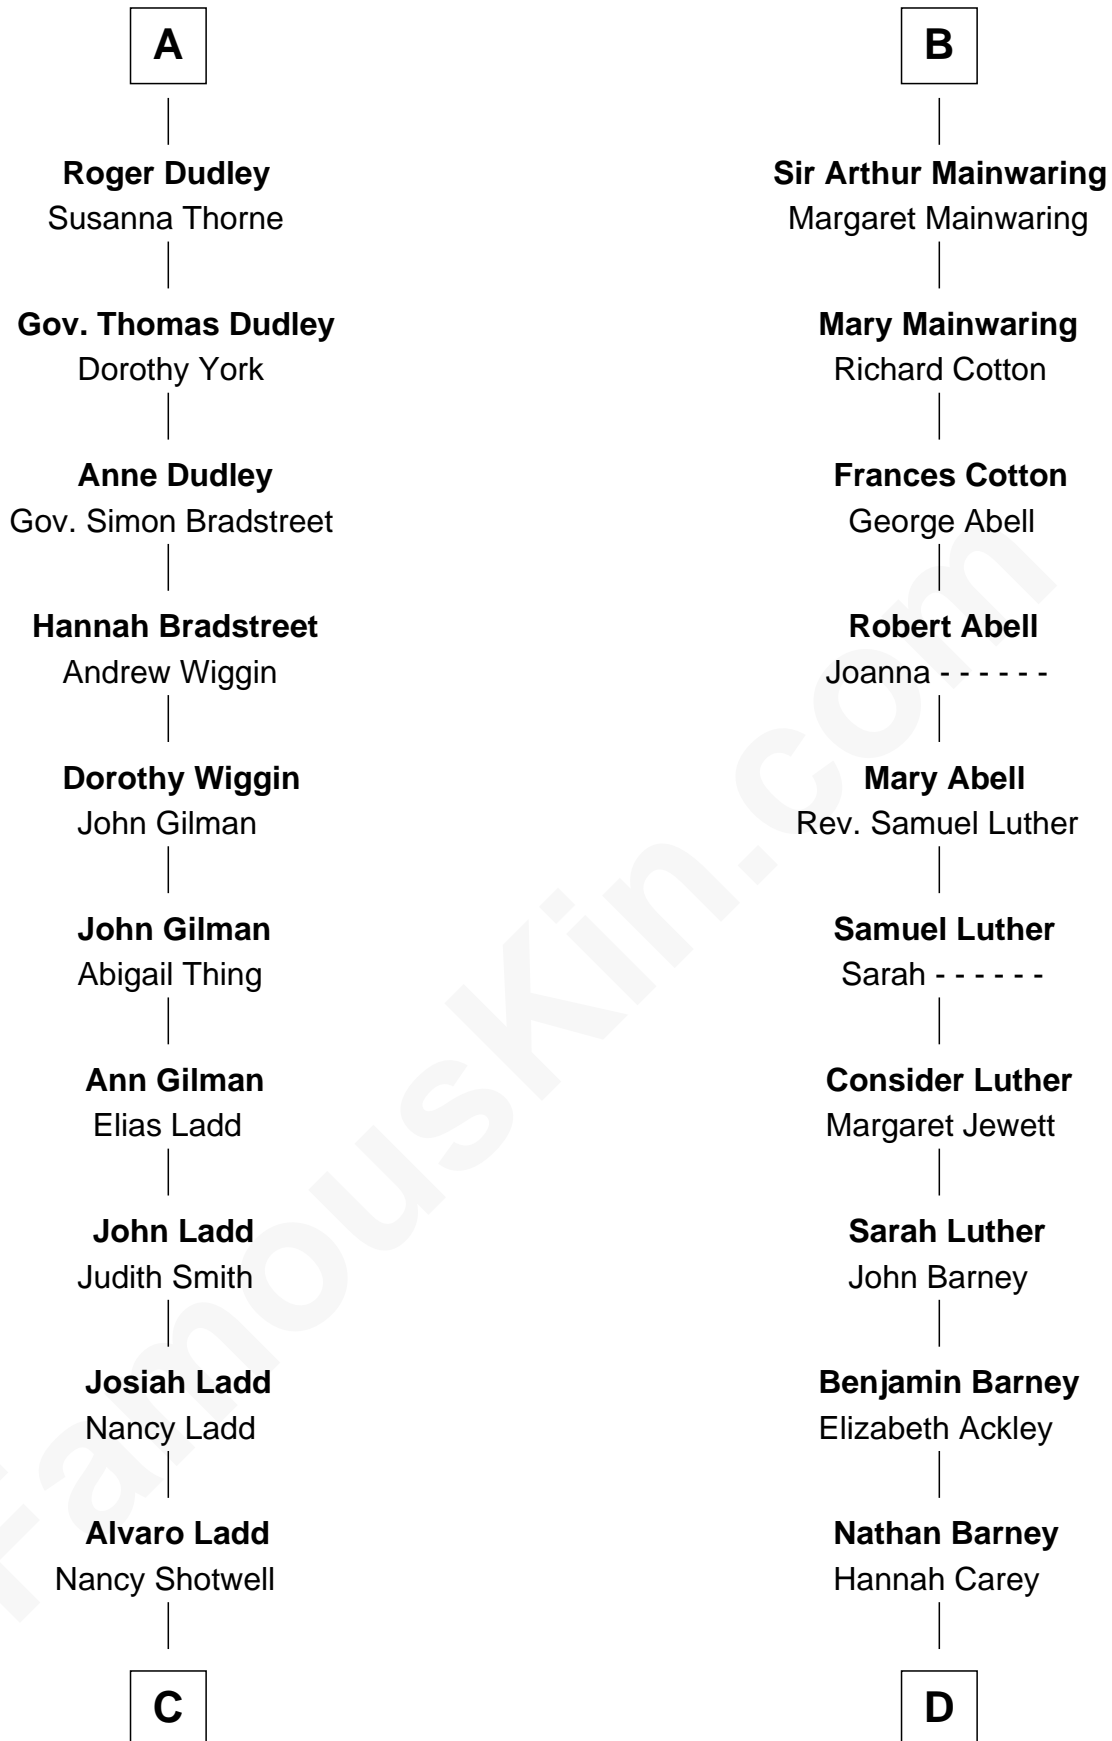 A
Roger Dudley
Susanna Thorne
Gov. Thomas Dudley
Dorothy York
Anne Dudley
Gov. Simon Bradstreet
Hannah Bradstreet
Andrew Wiggin
Dorothy Wiggin
John Gilman
John Gilman
Abigail Thing
Ann Gilman
Elias Ladd
John Ladd
Judith Smith
Josiah Ladd
Nancy Ladd
Alvaro Ladd
Nancy Shotwell
C
B
Sir Arthur Mainwaring
Margaret Mainwaring
Mary Mainwaring
Richard Cotton
Frances Cotton
George Abell
Robert Abell
Joanna - - - - - -
Mary Abell
Rev. Samuel Luther
Samuel Luther
Sarah - - - - - -
Consider Luther
Margaret Jewett
Sarah Luther
John Barney
Benjamin Barney
Elizabeth Ackley
Nathan Barney
Hannah Carey
D
FamousKin.com